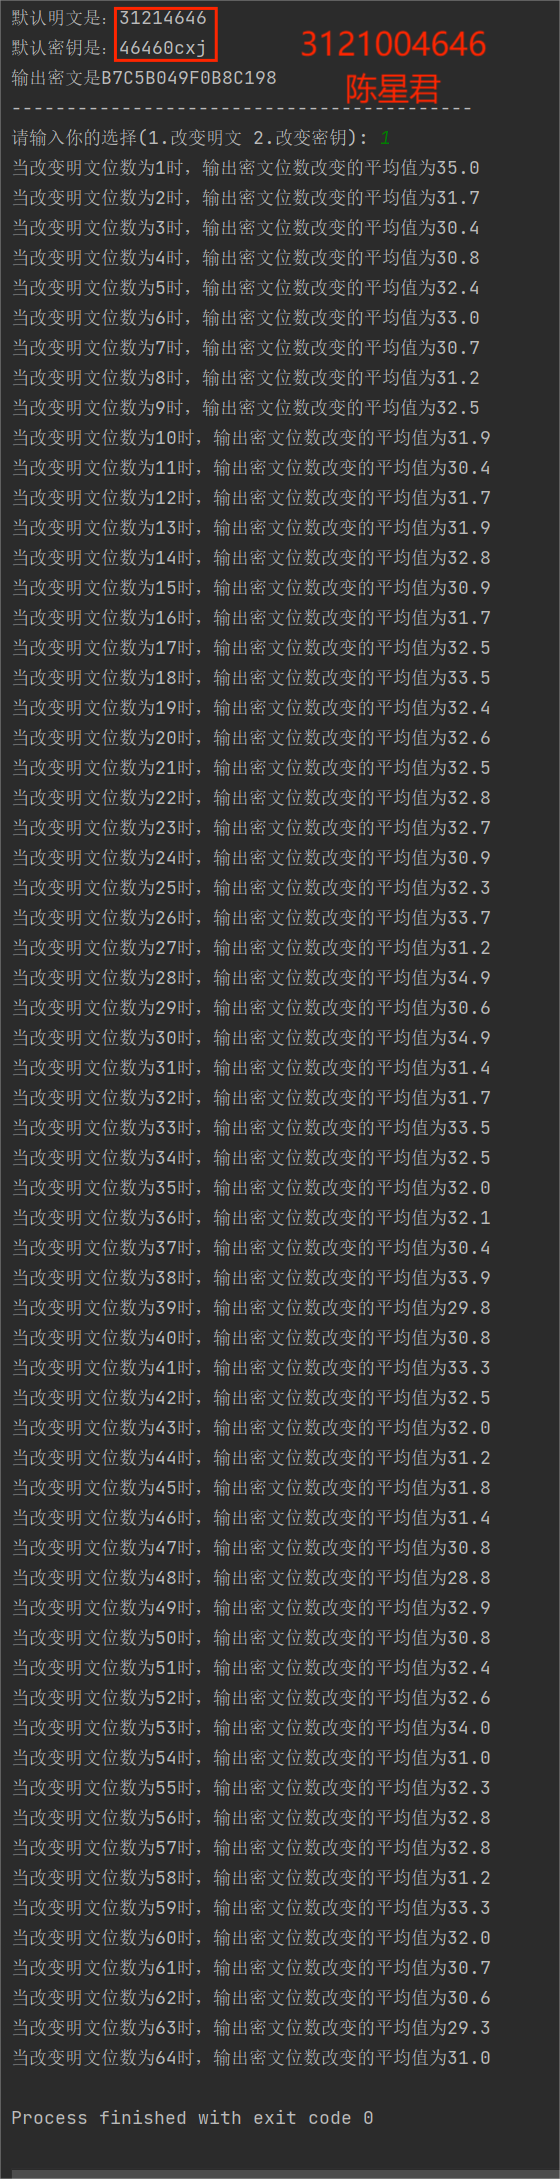 默认明文是：31214646
默认密钥是：46460cxj
3121004646
输出密文是B7C5B049F0B8C198
陈星君
-------------------------------------------
请输入你的选择(1.改变明文 2.改变密钥)：1
当改变明文位数为1时，输出密文位数改变的平均值为35.0
当改变明文位数为2时，输出密文位数改变的平均值为31.7
当改变明文位数为3时，输出密文位数改变的平均值为30.4
当改变明文位数为4时，输出密文位数改变的平均值为30.8
当改变明文位数为5时，输出密文位数改变的平均值为32.4
当改变明文位数为6时，输出密文位数改变的平均值为33.0
当改变明文位数为7时，输出密文位数改变的平均值为30.7
当改变明文位数为8时，输出密文位数改变的平均值为31.2
当改变明文位数为9时，输出密文位数改变的平均值为32.5
当改变明文位数为10时，输出密文位数改变的平均值为31.9
当改变明文位数为11时，输出密文位数改变的平均值为30.4
当改变明文位数为12时，输出密文位数改变的平均值为31.7
当改变明文位数为13时，输出密文位数改变的平均值为31.9
当改变明文位数为14时，输出密文位数改变的平均值为32.8
当改变明文位数为15时，输出密文位数改变的平均值为30.9
当改变明文位数为16时，输出密文位数改变的平均值为31.7
当改变明文位数为17时，输出密文位数改变的平均值为32.5
当改变明文位数为18时，输出密文位数改变的平均值为33.5
当改变明文位数为19时，输出密文位数改变的平均值为32.4
当改变明文位数为20时，输出密文位数改变的平均值为32.6
当改变明文位数为21时，输出密文位数改变的平均值为32.5
当改变明文位数为22时，输出密文位数改变的平均值为32.8
当改变明文位数为23时，输出密文位数改变的平均值为32.7
当改变明文位数为24时，输出密文位数改变的平均值为30.9
当改变明文位数为25时，输出密文位数改变的平均值为32.3
当改变明文位数为26时，输出密文位数改变的平均值为33.7
当改变明文位数为27时，输出密文位数改变的平均值为31.2
当改变明文位数为28时，输出密文位数改变的平均值为34.9
当改变明文位数为29时，输出密文位数改变的平均值为30.6
当改变明文位数为30时，输出密文位数改变的平均值为34.9
当改变明文位数为31时，输出密文位数改变的平均值为31.4
当改变明文位数为32时，输出密文位数改变的平均值为31.7
当改变明文位数为33时，输出密文位数改变的平均值为33.5
当改变明文位数为34时，输出密文位数改变的平均值为32.5
当改变明文位数为35时，输出密文位数改变的平均值为32.0
当改变明文位数为36时，输出密文位数改变的平均值为32.1
当改变明文位数为37时，输出密文位数改变的平均值为30.4
当改变明文位数为38时，输出密文位数改变的平均值为33.9
当改变明文位数为39时，输出密文位数改变的平均值为29.8
当改变明文位数为40时，输出密文位数改变的平均值为30.8
当改变明文位数为41时，输出密文位数改变的平均值为33.3
当改变明文位数为42时，输出密文位数改变的平均值为32.5
当改变明文位数为43时，输出密文位数改变的平均值为32.0
当改变明文位数为44时，输出密文位数改变的平均值为31.2
当改变明文位数为45时，输出密文位数改变的平均值为31.8
当改变明文位数为46时，输出密文位数改变的平均值为31.4
当改变明文位数为47时，输出密文位数改变的平均值为30.8
当改变明文位数为48时，输出密文位数改变的平均值为28.8
当改变明文位数为49时，输出密文位数改变的平均值为32.9
当改变明文位数为50时，输出密文位数改变的平均值为30.8
当改变明文位数为51时，输出密文位数改变的平均值为32.4
当改变明文位数为52时，输出密文位数改变的平均值为32.6
当改变明文位数为53时，输出密文位数改变的平均值为34.0
当改变明文位数为54时，输出密文位数改变的平均值为31.0
当改变明文位数为55时，输出密文位数改变的平均值为32.3
当改变明文位数为56时，输出密文位数改变的平均值为32.8
当改变明文位数为57时，输出密文位数改变的平均值为32.8
当改变明文位数为58时，输出密文位数改变的平均值为31.2
当改变明文位数为59时，输出密文位数改变的平均值为33.3
当改变明文位数为60时，输出密文位数改变的平均值为32.0
当改变明文位数为61时，输出密文位数改变的平均值为30.7
当改变明文位数为62时，输出密文位数改变的平均值为30.6
当改变明文位数为63时，输出密文位数改变的平均值为29.3
当改变明文位数为64时，输出密文位数改变的平均值为31.0
Process finished with exit code 0